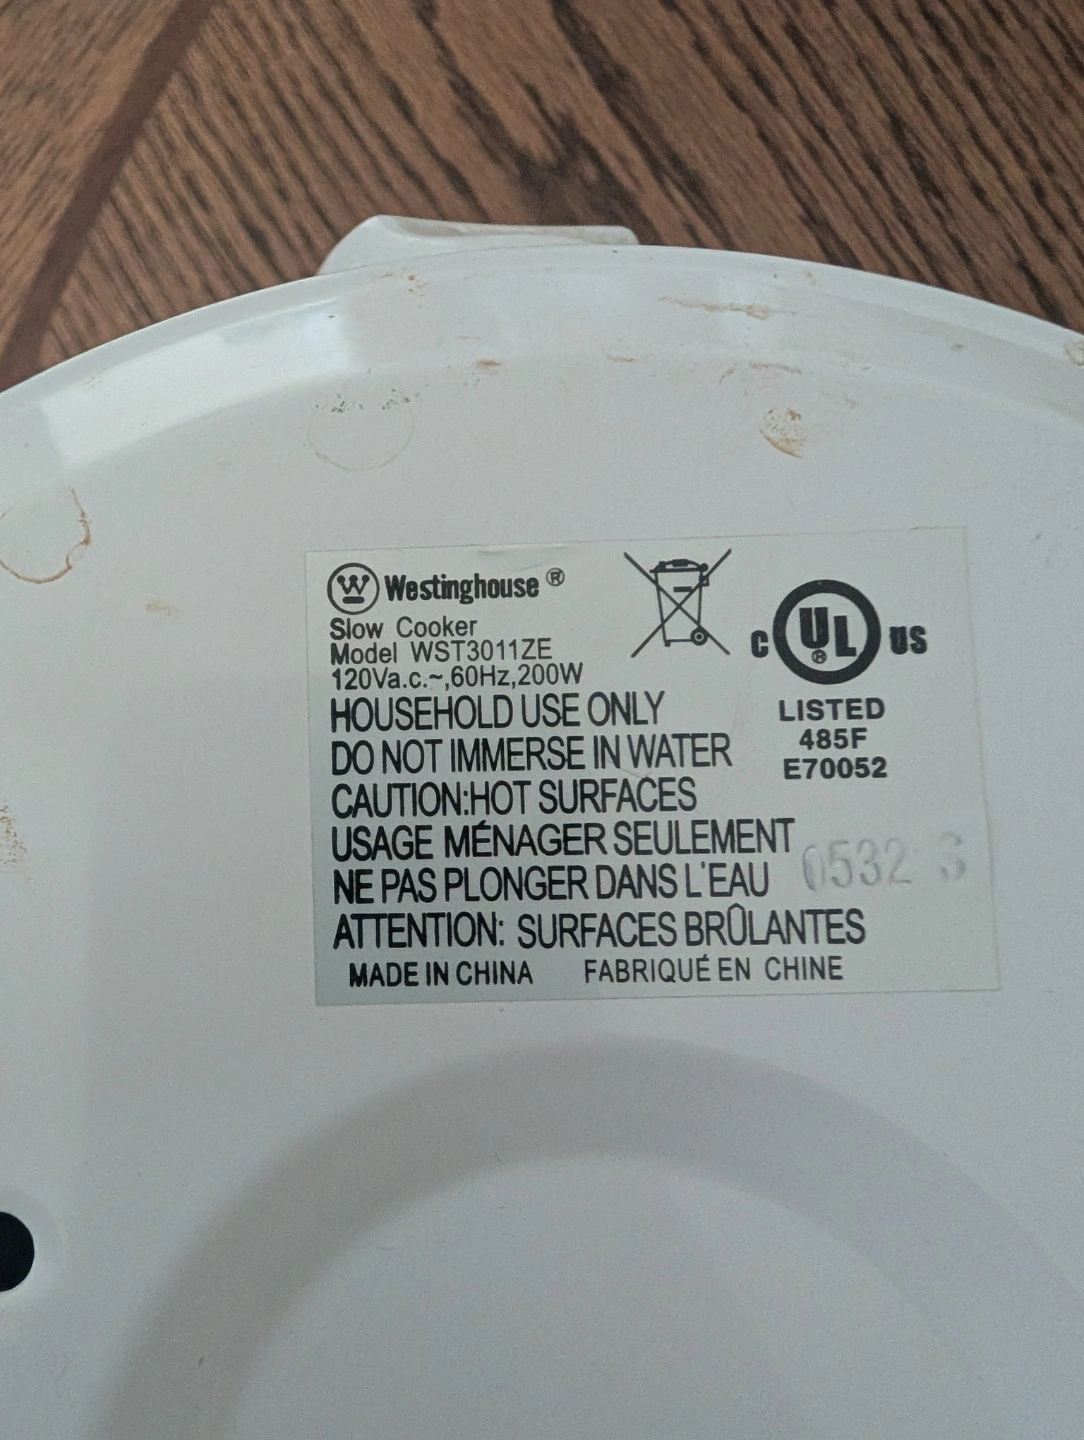 Westinghouse ®
Slow Cooker
Model WST3011ZE
120Va.c.~,60Hz,200W
HOUSEHOLD USE ONLY
DO NOT IMMERSE IN WATER
CAUTION:HOT SURFACES
USAGE MÉNAGER SEULEMENT
NE PAS PLONGER DANS L'EAU
ATTENTION: SURFACES BRÛLANTES
MADE IN CHINA FABRIQUÉ EN CHINE
C UL ® US
LISTED
485F
E70052
0532